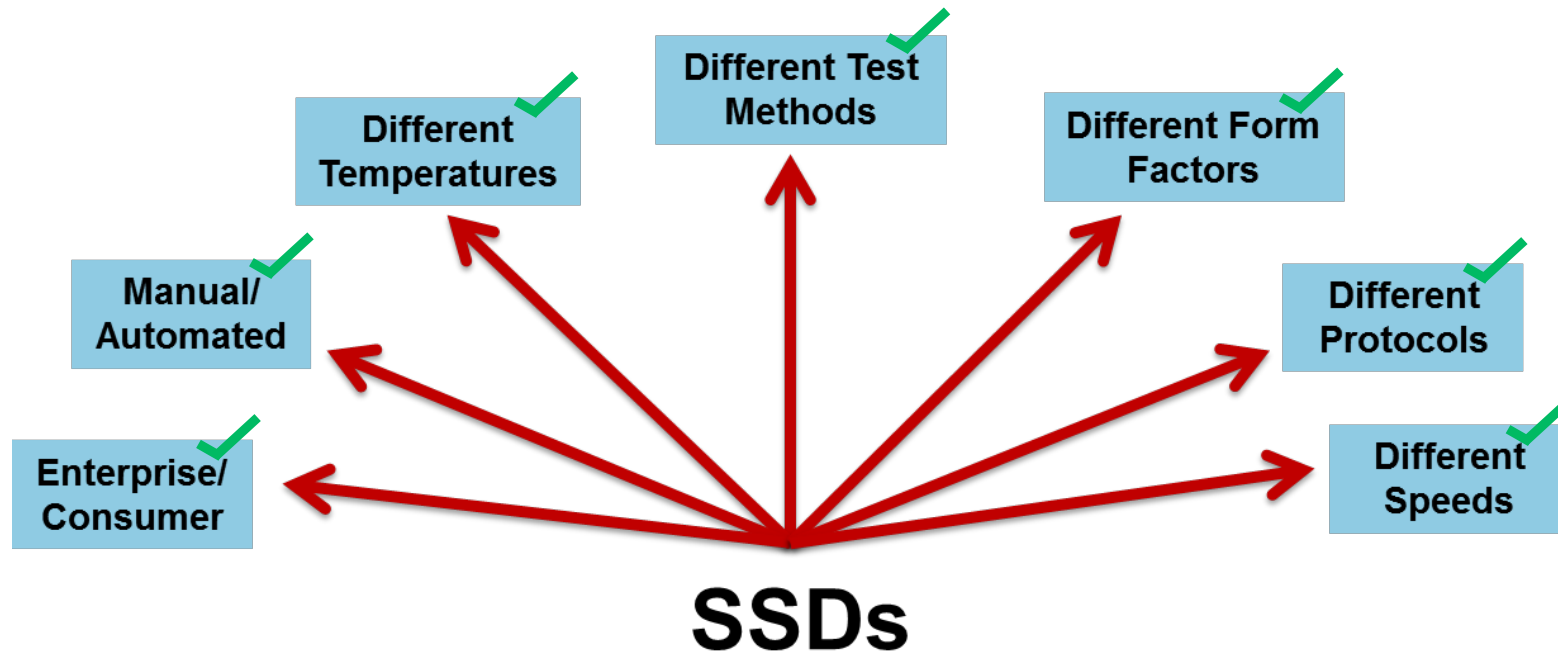 Different Test
Methods
Different
Temperatures
Different Form
Factors
Manual/
Automated
Different
Protocols
Enterprise/
Consumer
Different
Speeds
SSDs